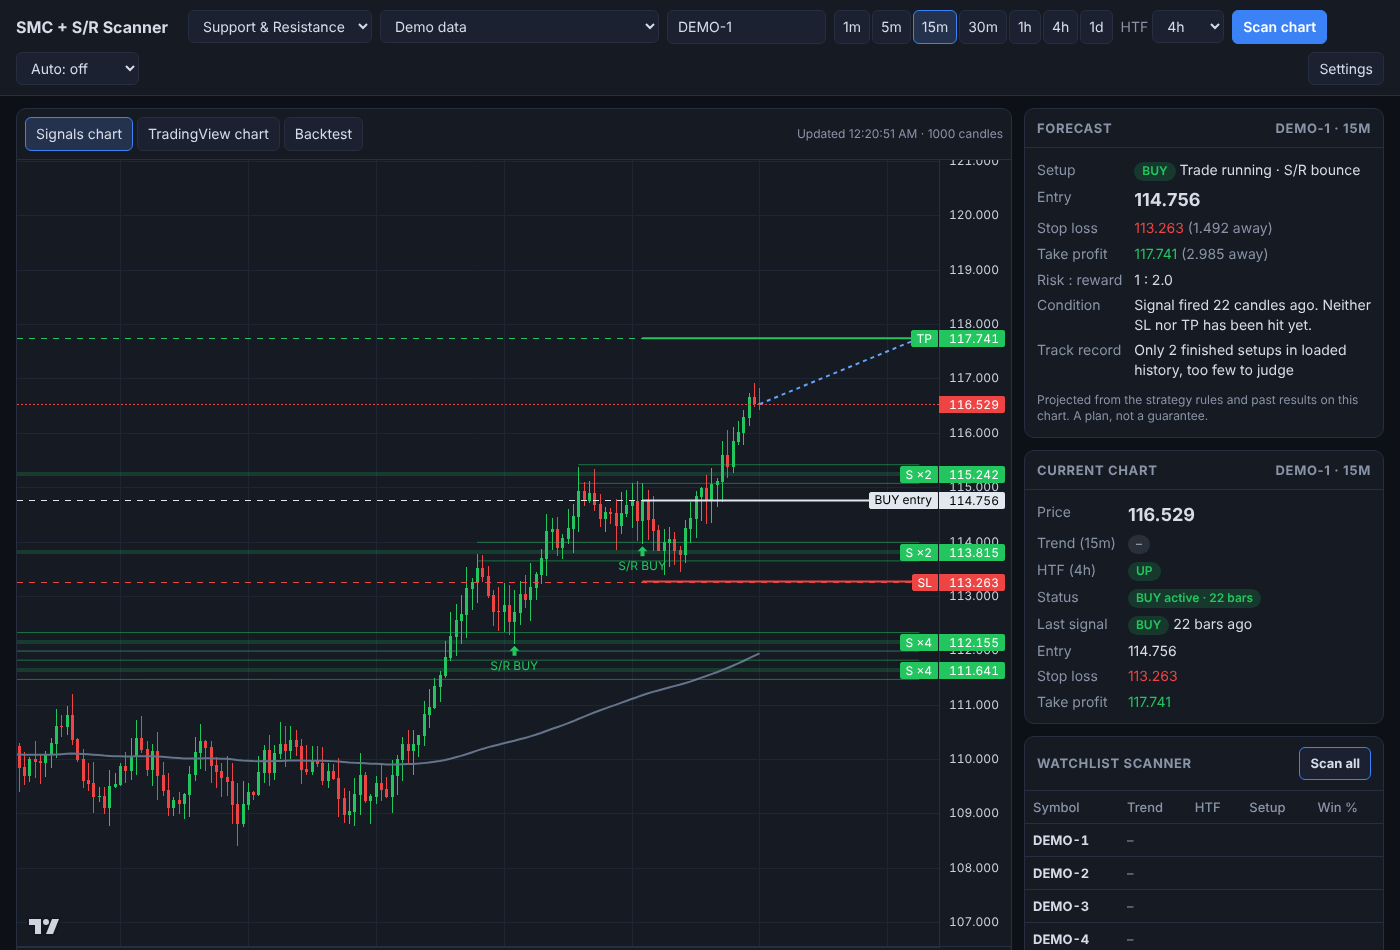 SMC + S/R Scanner
Support & Resistance
Demo data
DEMO-1
1m 5m 15m 30m 1h 4h 1d HTF 4h
Scan chart
Auto: off
Settings
Signals chart
TradingView chart
Backtest
Updated 12:20:51 AM · 1000 candles
121.000
120.000
119.000
118.000
TP 117.741
117.000
116.529
116.000
S ×2 115.242
115.000
BUY entry 114.756
114.000
S ×2 113.815
S/R BUY
SL 113.263
113.000
S ×4 112.155
112.000
S/R BUY
S ×4 111.641
111.000
110.000
109.000
108.000
107.000
FORECAST DEMO-1 · 15M
Setup BUY Trade running · S/R bounce
Entry 114.756
Stop loss 113.263 (1.492 away)
Take profit 117.741 (2.985 away)
Risk : reward 1 : 2.0
Condition Signal fired 22 candles ago. Neither
SL nor TP has been hit yet.
Track record Only 2 finished setups in loaded
history, too few to judge
Projected from the strategy rules and past results on this
chart. A plan, not a guarantee.
CURRENT CHART DEMO-1 · 15M
Price 116.529
Trend (15m) –
HTF (4h) UP
Status BUY active · 22 bars
Last signal BUY 22 bars ago
Entry 114.756
Stop loss 113.263
Take profit 117.741
WATCHLIST SCANNER Scan all
Symbol Trend HTF Setup Win %
DEMO-1 –
DEMO-2 –
DEMO-3 –
DEMO-4 –